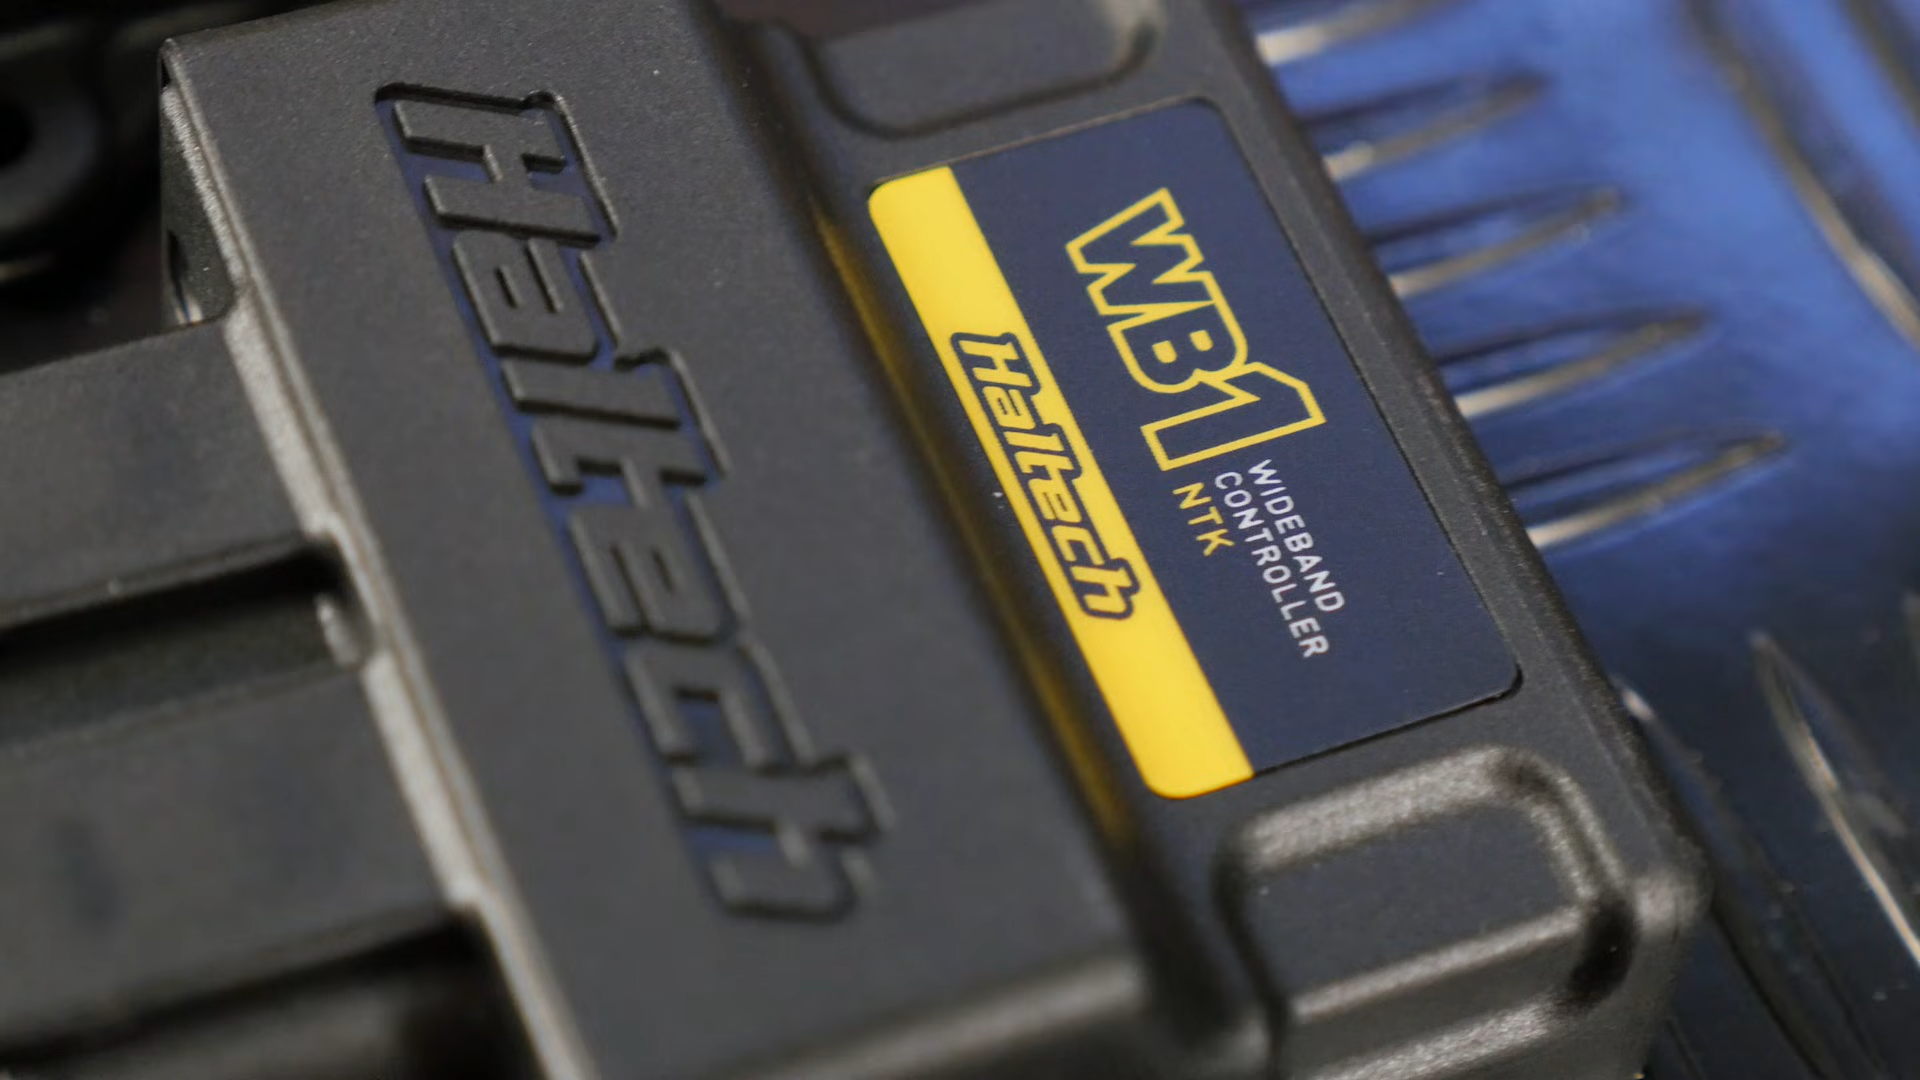 Haltech
Haltech
WB1
NTK
WIDEBAND
CONTROLLER